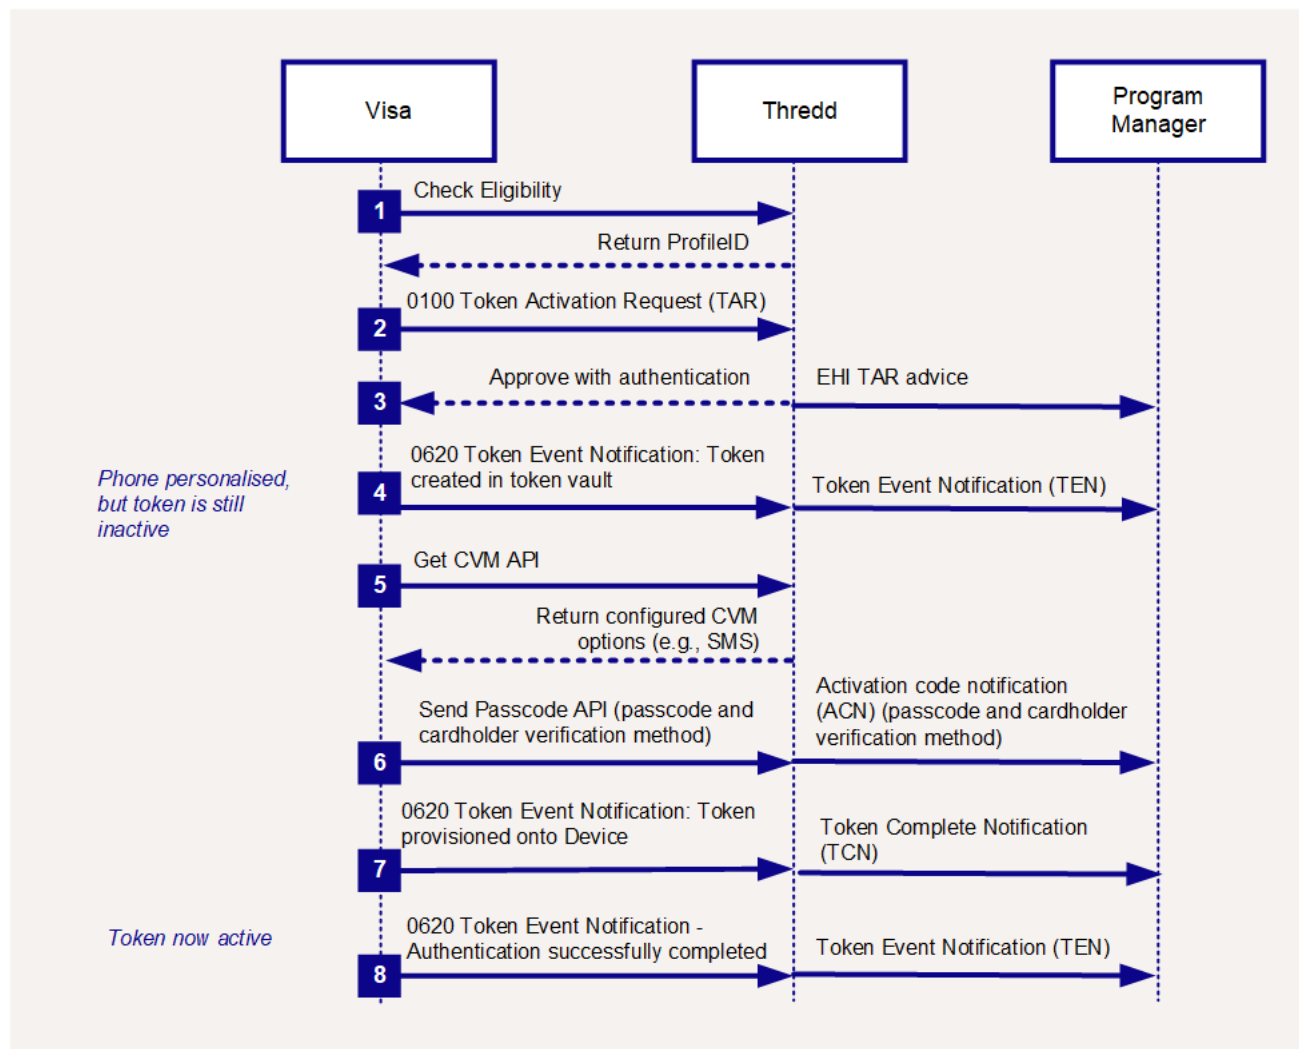 Visa
Thredd
Program
Manager
1
Check Eligibility
Return ProfileID
2
0100 Token Activation Request (TAR)
3
Approve with authentication
EHI TAR advice
Phone personalised,
but token is still
inactive
4
0620 Token Event Notification: Token
created in token vault
Token Event Notification (TEN)
5
Get CVM API
Return configured CVM
options (e.g., SMS)
6
Send Passcode API (passcode and
cardholder verification method)
Activation code notification
(ACN) (passcode and cardholder
verification method)
7
0620 Token Event Notification: Token
provisioned onto Device
Token Complete Notification
(TCN)
Token now active
8
0620 Token Event Notification -
Authentication successfully completed
Token Event Notification (TEN)